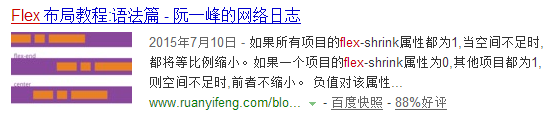 Flex 布局教程:语法篇 - 阮一峰的网络日志
flex-end
center
2015年7月10日 - 如果所有项目的flex-shrink属性都为1,当空间不足时,
都将等比例缩小。如果一个项目的flex-shrink属性为0,其他项目都为1,
则空间不足时,前者不缩小。 负值对该属性...
www.ruanyifeng.com/blo... - 百度快照 - 88%好评